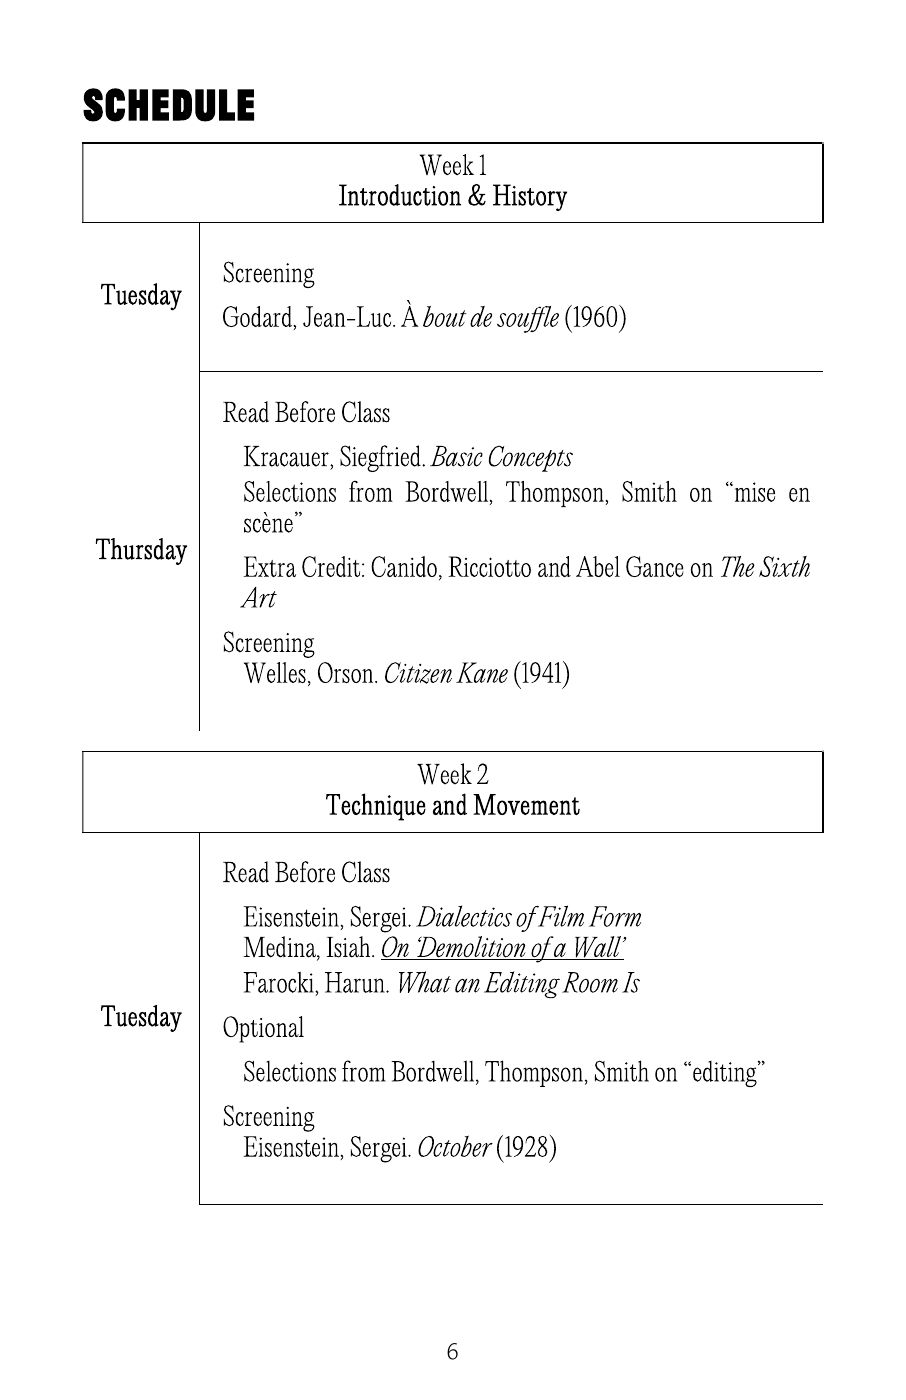 SCHEDULE
Week 1
Introduction & History
Tuesday
Screening
Godard, Jean-Luc. À bout de souffle (1960)
Thursday
Read Before Class
Kracauer, Siegfried. Basic Concepts
Selections from Bordwell, Thompson, Smith on “mise en
scène”
Extra Credit: Canido, Ricciotto and Abel Gance on The Sixth
Art
Screening
Welles, Orson. Citizen Kane (1941)
Week 2
Technique and Movement
Tuesday
Read Before Class
Eisenstein, Sergei. Dialectics of Film Form
Medina, Isiah. On ‘Demolition of a Wall’
Farocki, Harun. What an Editing Room Is
Optional
Selections from Bordwell, Thompson, Smith on “editing”
Screening
Eisenstein, Sergei. October (1928)
6